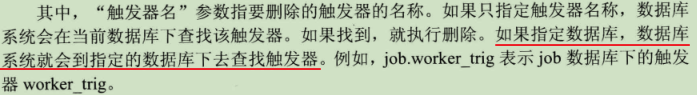 其中，“触发器名”参数指要删除的触发器的名称。如果只指定触发器名称，数据库
系统会在当前数据库下查找该触发器。如果找到，就执行删除。如果指定数据库，数据库
系统就会到指定的数据库下去查找触发器。例如，job.worker_trig 表示 job 数据库下的触发
器 worker_trig。